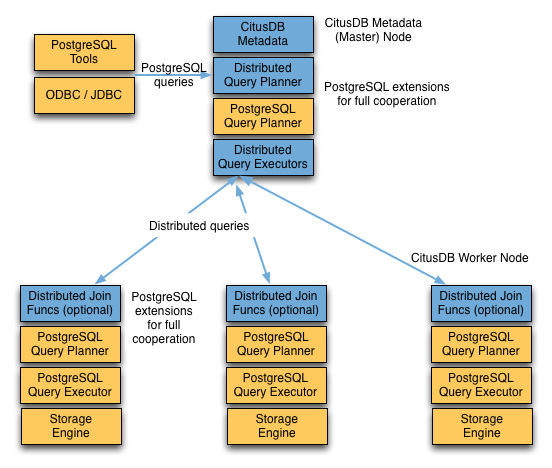 CitusDB
Metadata
CitusDB Metadata
(Master) Node
PostgreSQL
Tools
ODBC / JDBC
PostgreSQL
queries
Distributed
Query Planner
PostgreSQL extensions
for full cooperation
PostgreSQL
Query Planner
Distributed
Query Executors
Distributed queries
CitusDB Worker Node
Distributed Join
Funcs (optional)
PostgreSQL
extensions
for full
cooperation
Distributed Join
Funcs (optional)
Distributed Join
Funcs (optional)
PostgreSQL
Query Planner
PostgreSQL
Query Planner
PostgreSQL
Query Planner
PostgreSQL
Query Executor
PostgreSQL
Query Executor
PostgreSQL
Query Executor
Storage
Engine
Storage
Engine
Storage
Engine